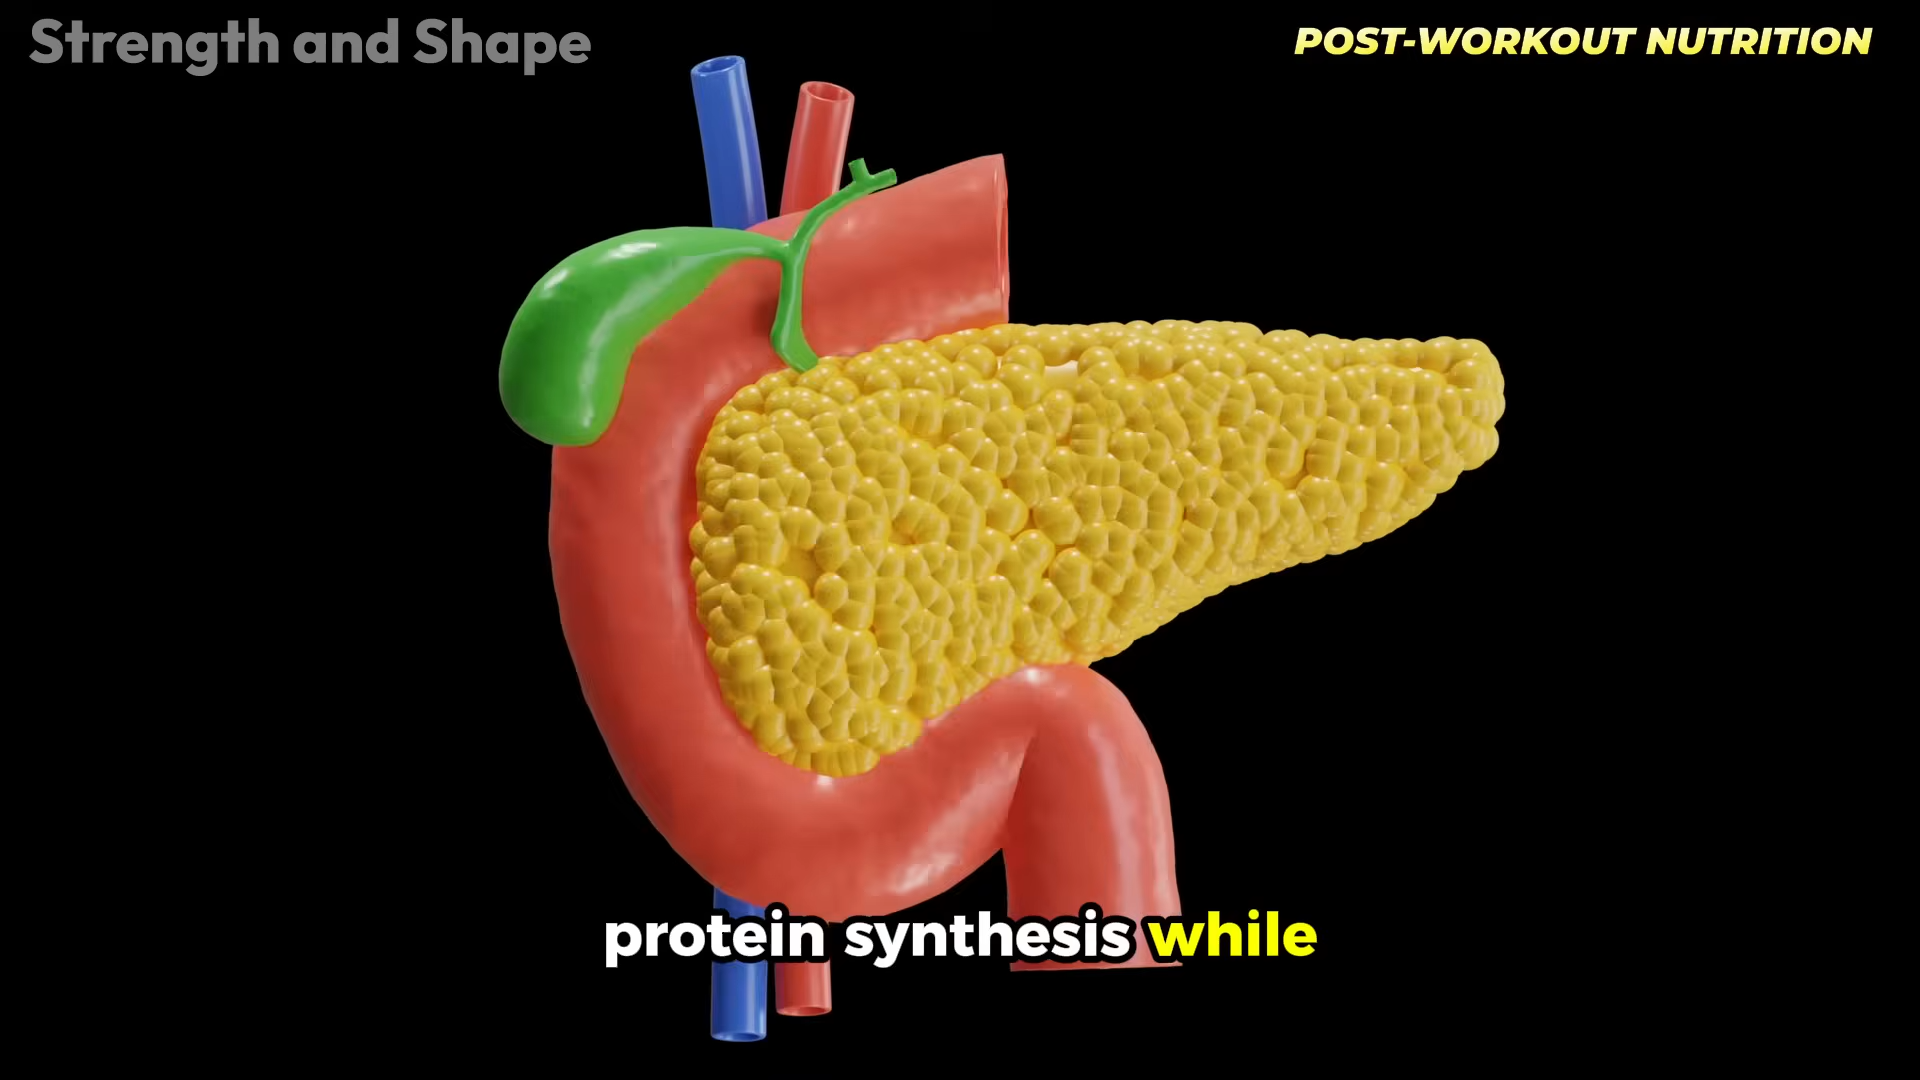 Strength and Shape
POST-WORKOUT NUTRITION
protein synthesis while